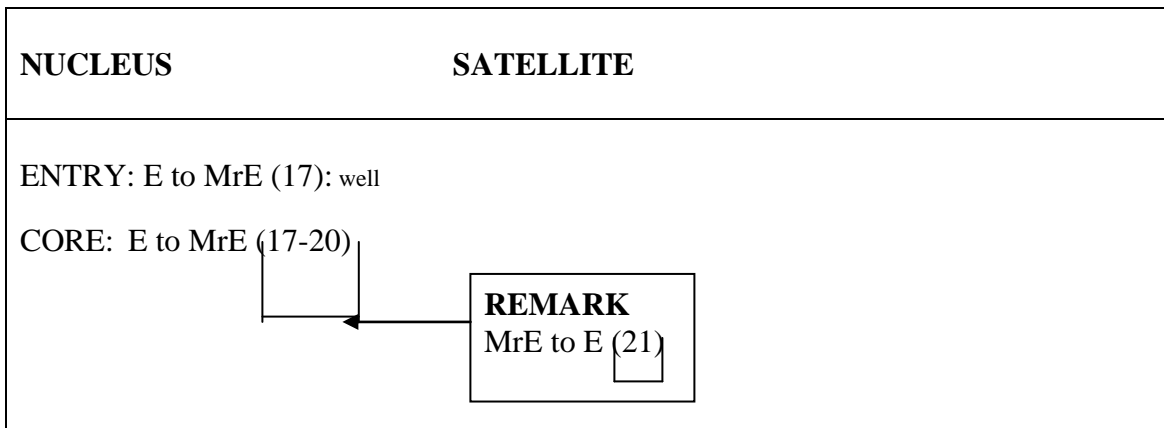 NUCLEUS SATELLITE
ENTRY: E to MrE (17): well
CORE: E to MrE (17-20)
REMARK
MrE to E (21)